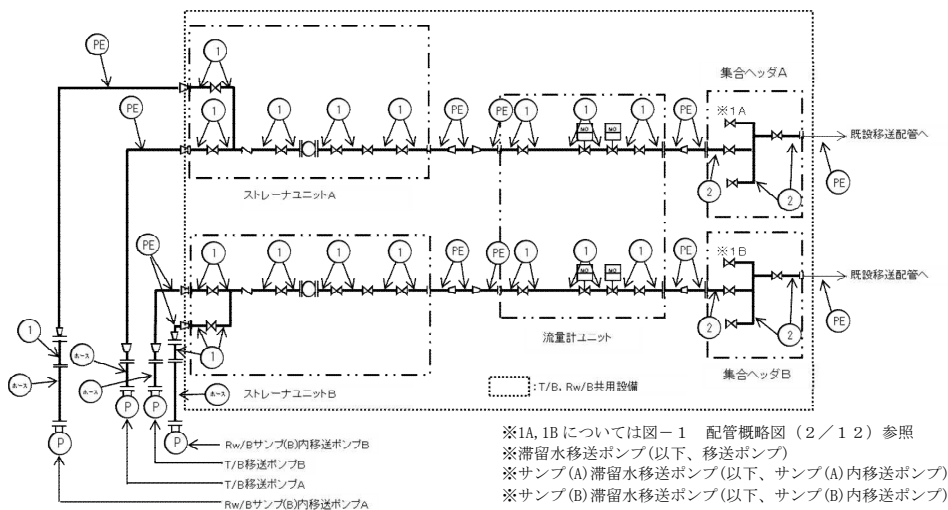 PE
1
集合ヘッダA
PE
1
1
1
1
PE
PE
1
1
1
PE
※1A
MO
MO
既設移送配管へ
2
2
PE
ストレーナユニットA
PE
1
1
1
1
PE
PE
1
1
1
PE
※1B
MO
MO
既設移送配管へ
2
2
PE
1
1
流量計ユニット
集合ヘッダB
ホース
ホース
ホース
ホース
ストレーナユニットB
:T/B、Rw/B共用設備
P
P
P
P
Rw/Bサンプ(B)内移送ポンプB
T/B移送ポンプB
T/B移送ポンプA
Rw/Bサンプ(B)内移送ポンプA
※1A,1Bについては図－1　配管概略図（2／12）参照
※滞留水移送ポンプ(以下、移送ポンプ)
※サンプ(A)滞留水移送ポンプ(以下、サンプ(A)内移送ポンプ)
※サンプ(B)滞留水移送ポンプ(以下、サンプ(B)内移送ポンプ)